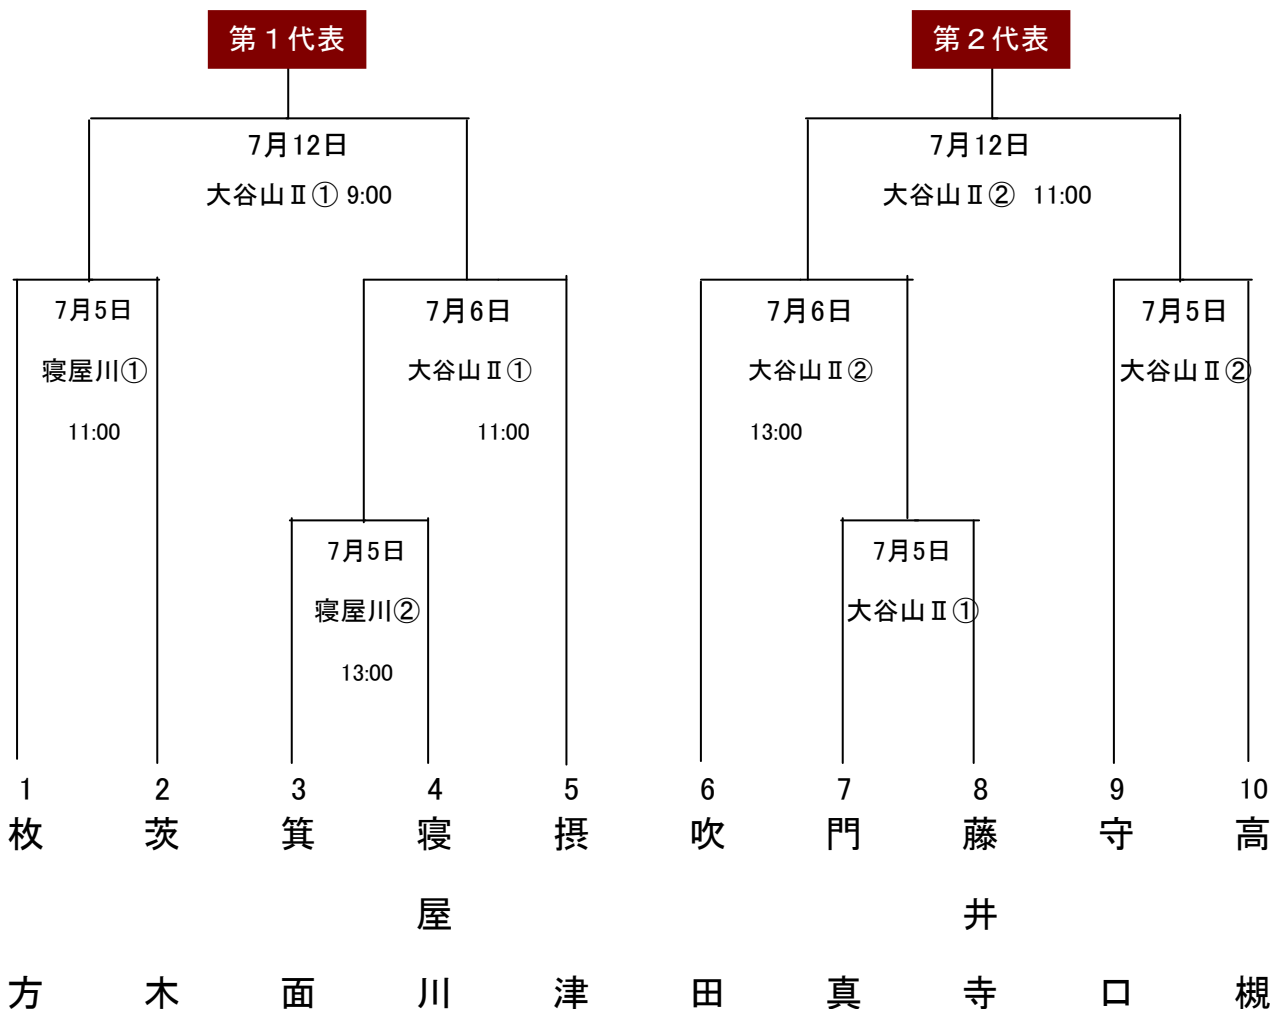 第１代表
第２代表
7月12日
大谷山Ⅱ① 9:00
7月12日
大谷山Ⅱ② 11:00
7月5日
寝屋川①
11:00
7月6日
大谷山Ⅱ①
11:00
7月6日
大谷山Ⅱ②
13:00
7月5日
大谷山Ⅱ②
7月5日
寝屋川②
13:00
7月5日
大谷山Ⅱ①
1
枚方
2
茨木
3
箕面
4
寝屋川
5
摂津
6
吹田
7
門真
8
藤井寺
9
守口
10
高槻